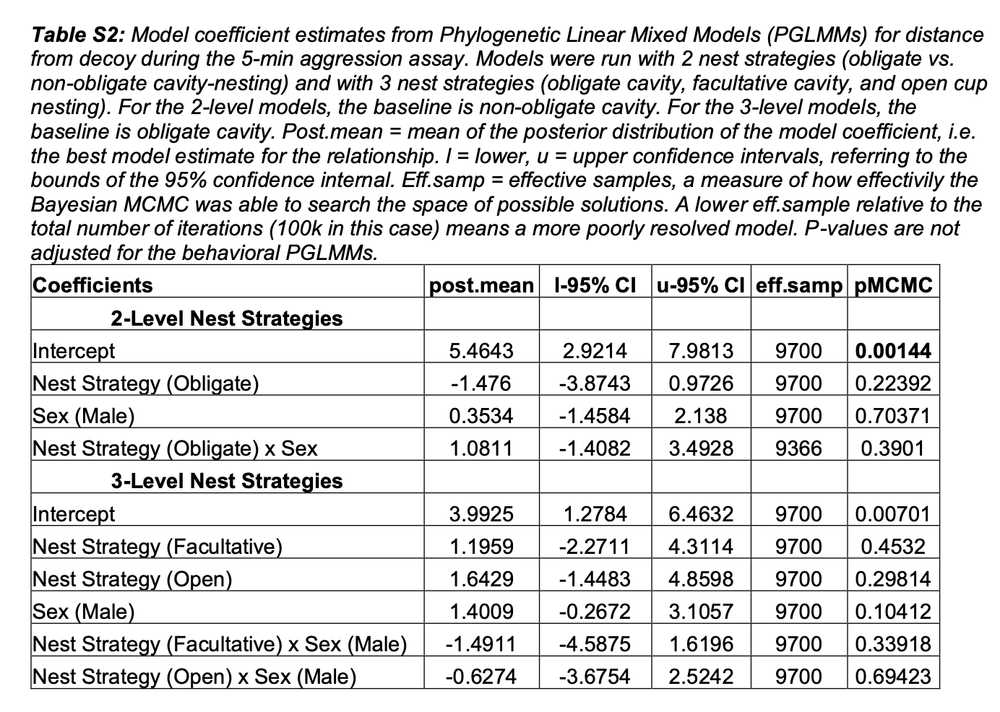 Table S2: Model coefficient estimates from Phylogenetic Linear Mixed Models (PGLMMs) for distance
from decoy during the 5-min aggression assay. Models were run with 2 nest strategies (obligate vs.
non-obligate cavity-nesting) and with 3 nest strategies (obligate cavity, facultative cavity, and open cup
nesting). For the 2-level models, the baseline is non-obligate cavity. For the 3-level models, the
baseline is obligate cavity. Post.mean = mean of the posterior distribution of the model coefficient, i.e.
the best model estimate for the relationship. l = lower, u = upper confidence intervals, referring to the
bounds of the 95% confidence internal. Eff.samp = effective samples, a measure of how effectivily the
Bayesian MCMC was able to search the space of possible solutions. A lower eff.sample relative to the
total number of iterations (100k in this case) means a more poorly resolved model. P-values are not
adjusted for the behavioral PGLMMs.
Coefficients post.mean l-95% CI u-95% CI eff.samp pMCMC
2-Level Nest Strategies
Intercept 5.4643 2.9214 7.9813 9700 0.00144
Nest Strategy (Obligate) -1.476 -3.8743 0.9726 9700 0.22392
Sex (Male) 0.3534 -1.4584 2.138 9700 0.70371
Nest Strategy (Obligate) x Sex 1.0811 -1.4082 3.4928 9366 0.3901
3-Level Nest Strategies
Intercept 3.9925 1.2784 6.4632 9700 0.00701
Nest Strategy (Facultative) 1.1959 -2.2711 4.3114 9700 0.4532
Nest Strategy (Open) 1.6429 -1.4483 4.8598 9700 0.29814
Sex (Male) 1.4009 -0.2672 3.1057 9700 0.10412
Nest Strategy (Facultative) x Sex (Male) -1.4911 -4.5875 1.6196 9700 0.33918
Nest Strategy (Open) x Sex (Male) -0.6274 -3.6754 2.5242 9700 0.69423